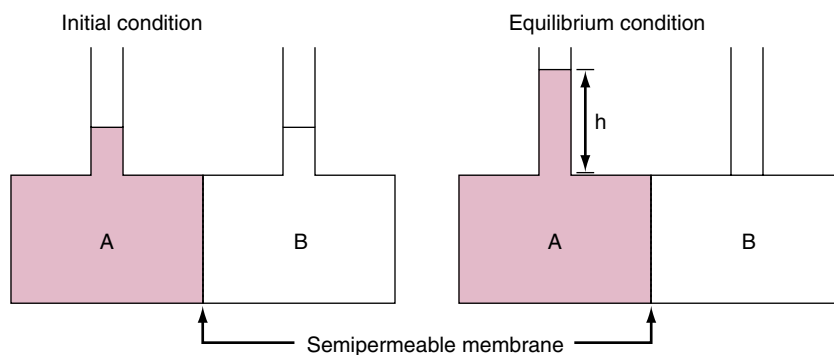 Initial condition
Equilibrium condition
h
A
B
A
B
Semipermeable membrane